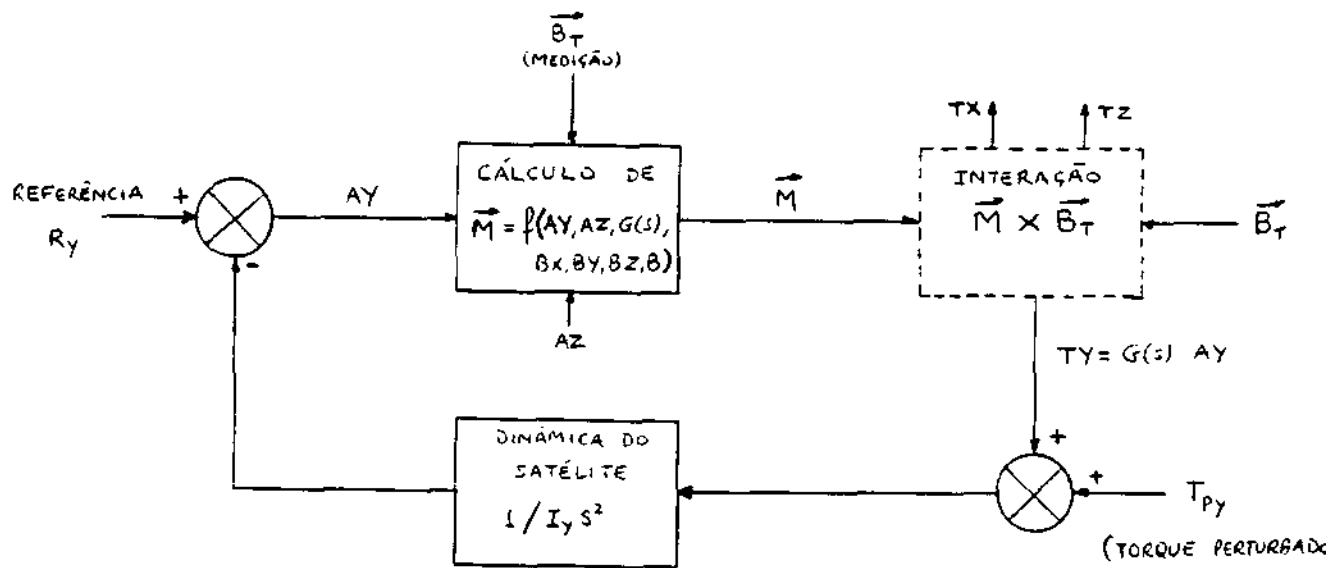 B_T
(MEDIÇÃO)
TX
TZ
CÁLCULO DE
M = f(AY, AZ, G(s),
BX, BY, BZ, B)
INTERAÇÃO
M X B_T
REFERÊNCIA
R_y
+
-
AY
M
B_T
AZ
TY = G(s) AY
DINÂMICA DO
SATÉLITE
1 / I_y S²
+
+
T_Py
(TORQUE PERTURBADO